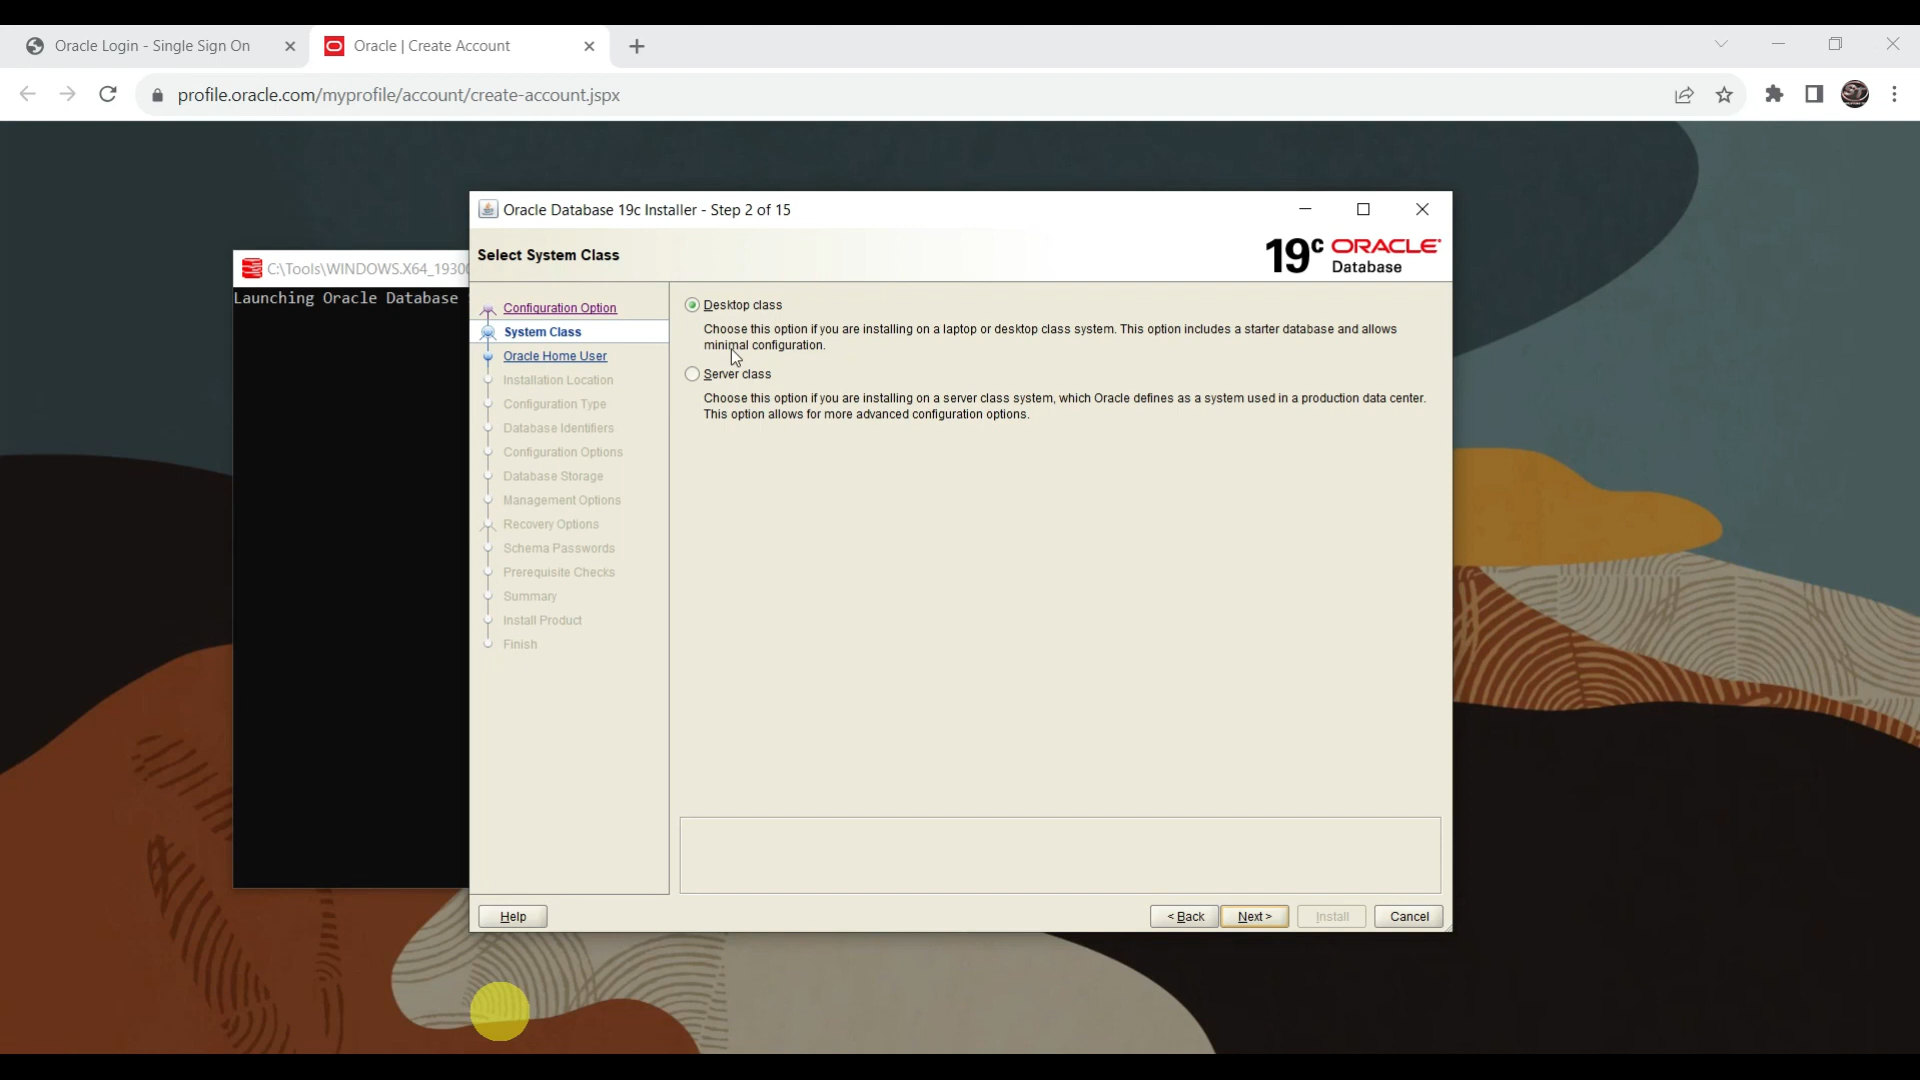 Oracle Login - Single Sign On
Oracle | Create Account
profile.oracle.com/myprofile/account/create-account.jspx
Oracle Database 19c Installer - Step 2 of 15
Select System Class
19c ORACLE
Database
C:\Tools\WINDOWS.X64_1930
Launching Oracle Database
Configuration Option
System Class
Oracle Home User
Installation Location
Configuration Type
Database Identifiers
Configuration Options
Database Storage
Management Options
Recovery Options
Schema Passwords
Prerequisite Checks
Summary
Install Product
Finish
Desktop class
Choose this option if you are installing on a laptop or desktop class system. This option includes a starter database and allows
minimal configuration.
Server class
Choose this option if you are installing on a server class system, which Oracle defines as a system used in a production data center.
This option allows for more advanced configuration options.
Help
< Back
Next >
Install
Cancel